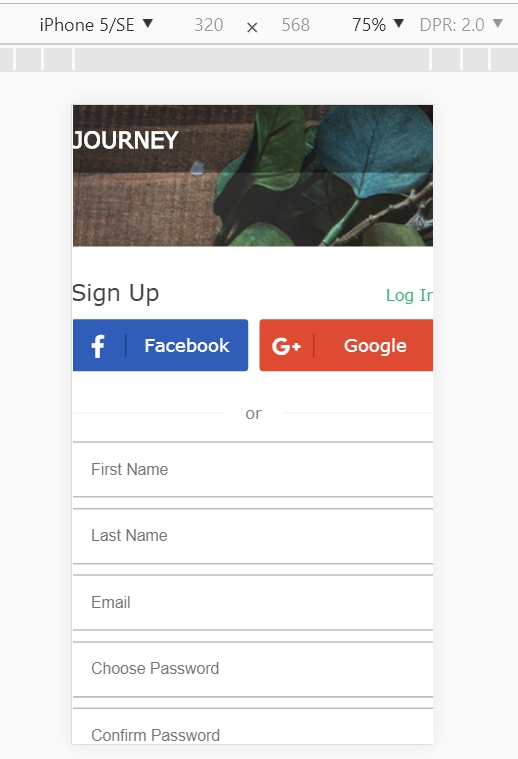 iPhone 5/SE 320 × 568 75% DPR: 2.0
JOURNEY
Sign Up Log In
Facebook G+ Google
or
First Name
Last Name
Email
Choose Password
Confirm Password